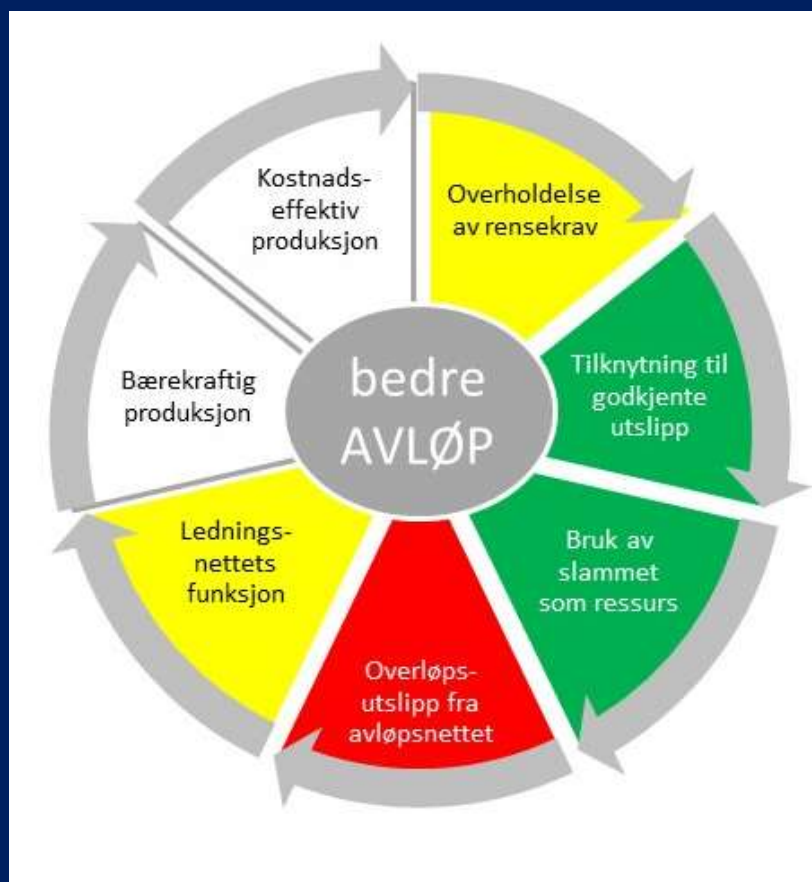 Kostnads-
effektiv
produksjon
Overholdelse
av rensekrav
Tilknytning til
godkjente
utslipp
Bruk av
slammet
som ressurs
Overløps-
utslipp fra
avløpsnettet
Lednings-
nettets
funksjon
Bærekraftig
produksjon
bedre
AVLØP